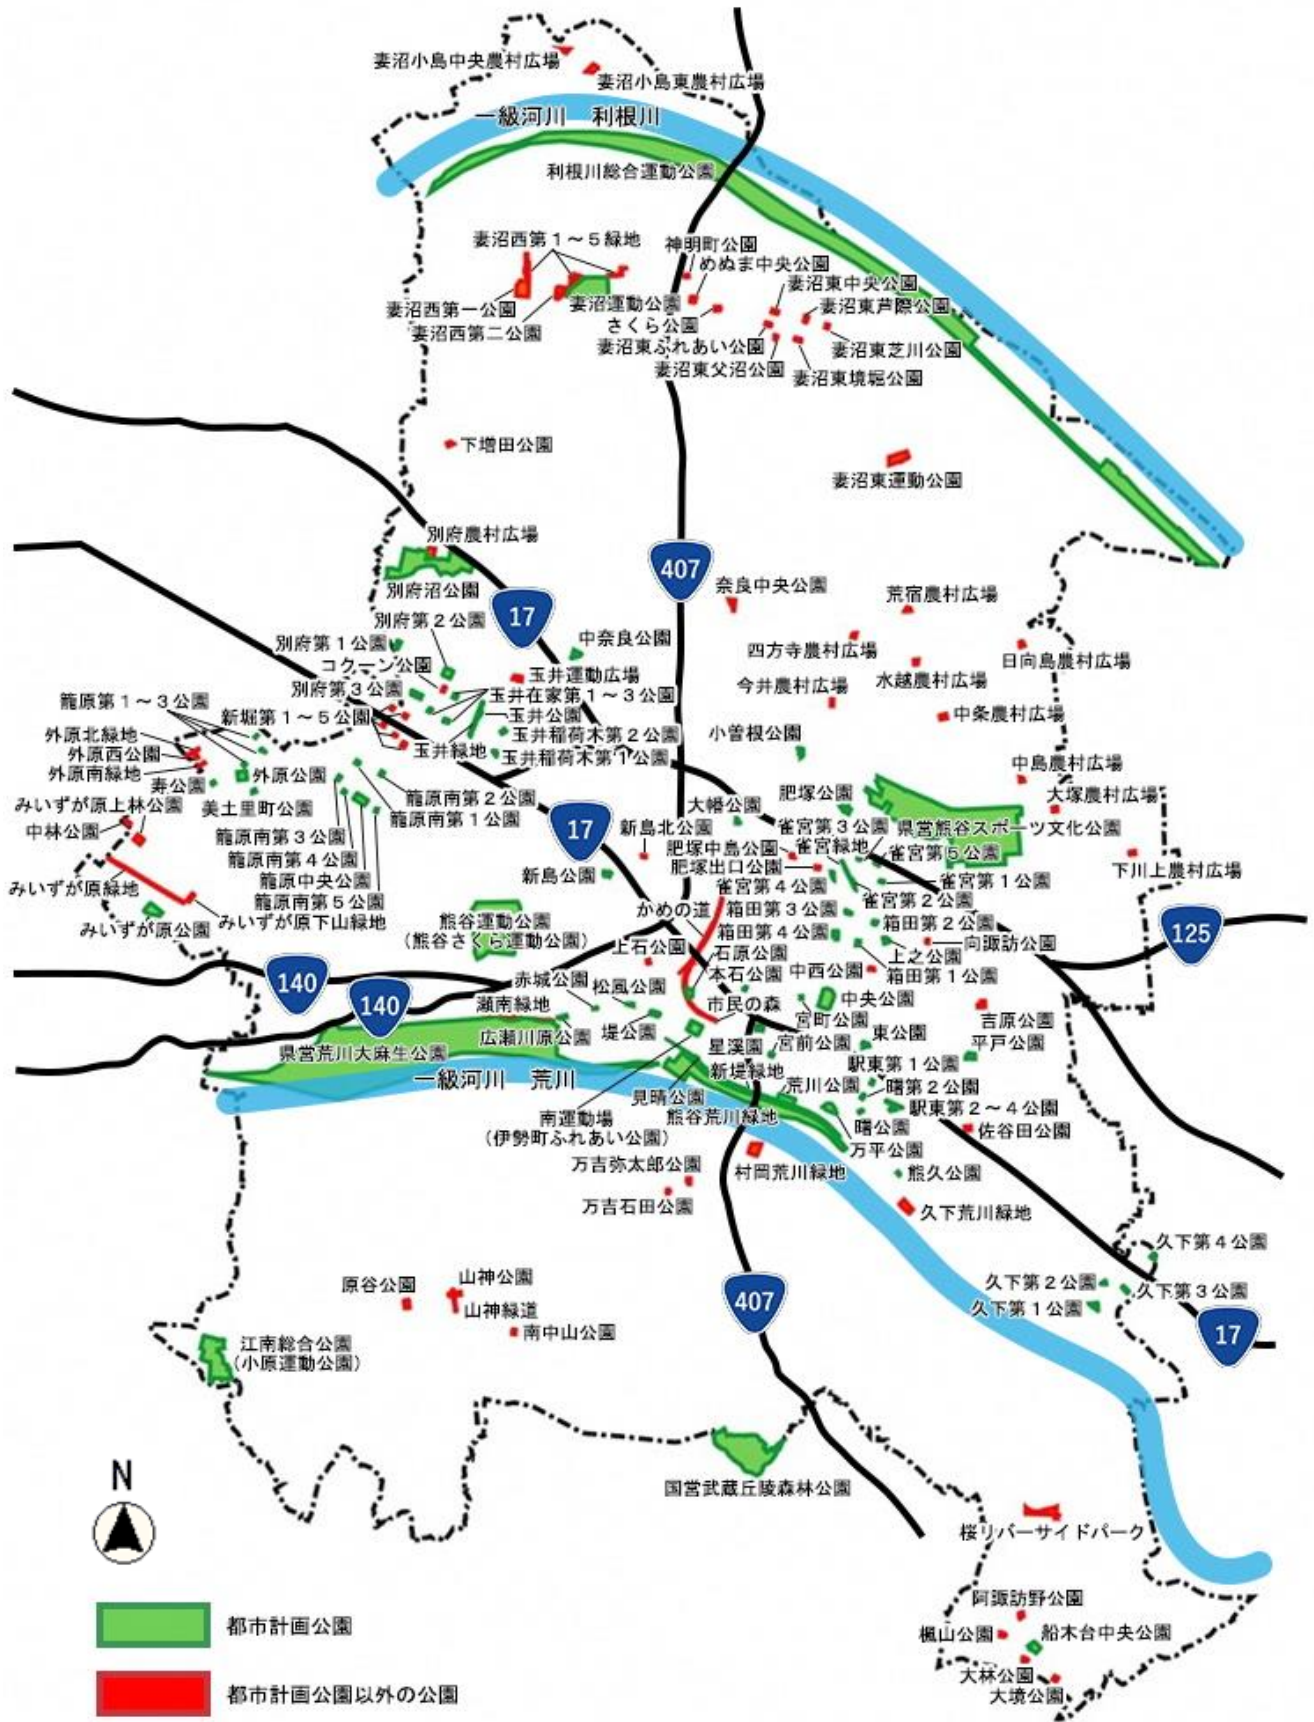 妻沼小島中央農村広場
妻沼小島東農村広場
一級河川　利根川
利根川総合運動公園
妻沼西第１～５緑地
神明町公園
めぬま中央公園
妻沼東中央公園
妻沼西第一公園
妻沼運動公園
妻沼東芦際公園
さくら公園
妻沼西第二公園
妻沼東ふれあい公園
妻沼東芝川公園
妻沼東父沼公園
妻沼東境堀公園
下増田公園
妻沼東運動公園
別府農村広場
407
別府沼公園
奈良中央公園
荒宿農村広場
17
別府第２公園
別府第１公園
中奈良公園
四方寺農村広場
日向島農村広場
コクーン公園
玉井運動広場
水越農村広場
別府第３公園
玉井在家第１～３公園
今井農村広場
籠原第１～３公園
新堀第１～５公園
玉井公園
中条農村広場
外原北緑地
玉井稲荷木第２公園
小曽根公園
外原西公園
玉井緑地
玉井稲荷木第１公園
外原南緑地
外原公園
中島農村広場
寿公園
籠原南第２公園
肥塚公園
大塚農村広場
みいずが原上林公園
美土里町公園
大幡公園
籠原南第１公園
17
新島北公園
雀宮第３公園
県営熊谷スポーツ文化公園
中林公園
籠原南第３公園
肥塚中島公園
雀宮緑地
雀宮第５公園
籠原南第４公園
肥塚出口公園
下川上農村広場
籠原中央公園
新島公園
雀宮第４公園
雀宮第１公園
みいずが原緑地
籠原南第５公園
雀宮第２公園
みいずが原下山緑地
かめの道
箱田第３公園
箱田第２公園
みいずが原公園
熊谷運動公園
（熊谷さくら運動公園）
箱田第４公園
向諏訪公園
125
上石公園
石原公園
上之公園
140
赤城公園
本石公園
中西公園
箱田第１公園
松風公園
140
瀬南緑地
市民の森
中央公園
宮町公園
吉原公園
広瀬川原公園
堤公園
東公園
星溪園
宮前公園
平戸公園
県営荒川大麻生公園
駅東第１公園
新堤緑地
一級河川　荒川
荒川公園
曙第２公園
見晴公園
駅東第２～４公園
南運動場
（伊勢町ふれあい公園）
熊谷荒川緑地
曙公園
佐谷田公園
万平公園
万吉弥太郎公園
村岡荒川緑地
熊久公園
万吉石田公園
久下荒川緑地
久下第４公園
原谷公園
山神公園
久下第２公園
久下第３公園
407
久下第１公園
山神緑道
南中山公園
17
江南総合公園
（小原運動公園）
国営武蔵丘陵森林公園
N
桜リバーサイドパーク
阿諏訪野公園
楓山公園
船木台中央公園
都市計画公園
大林公園
大境公園
都市計画公園以外の公園